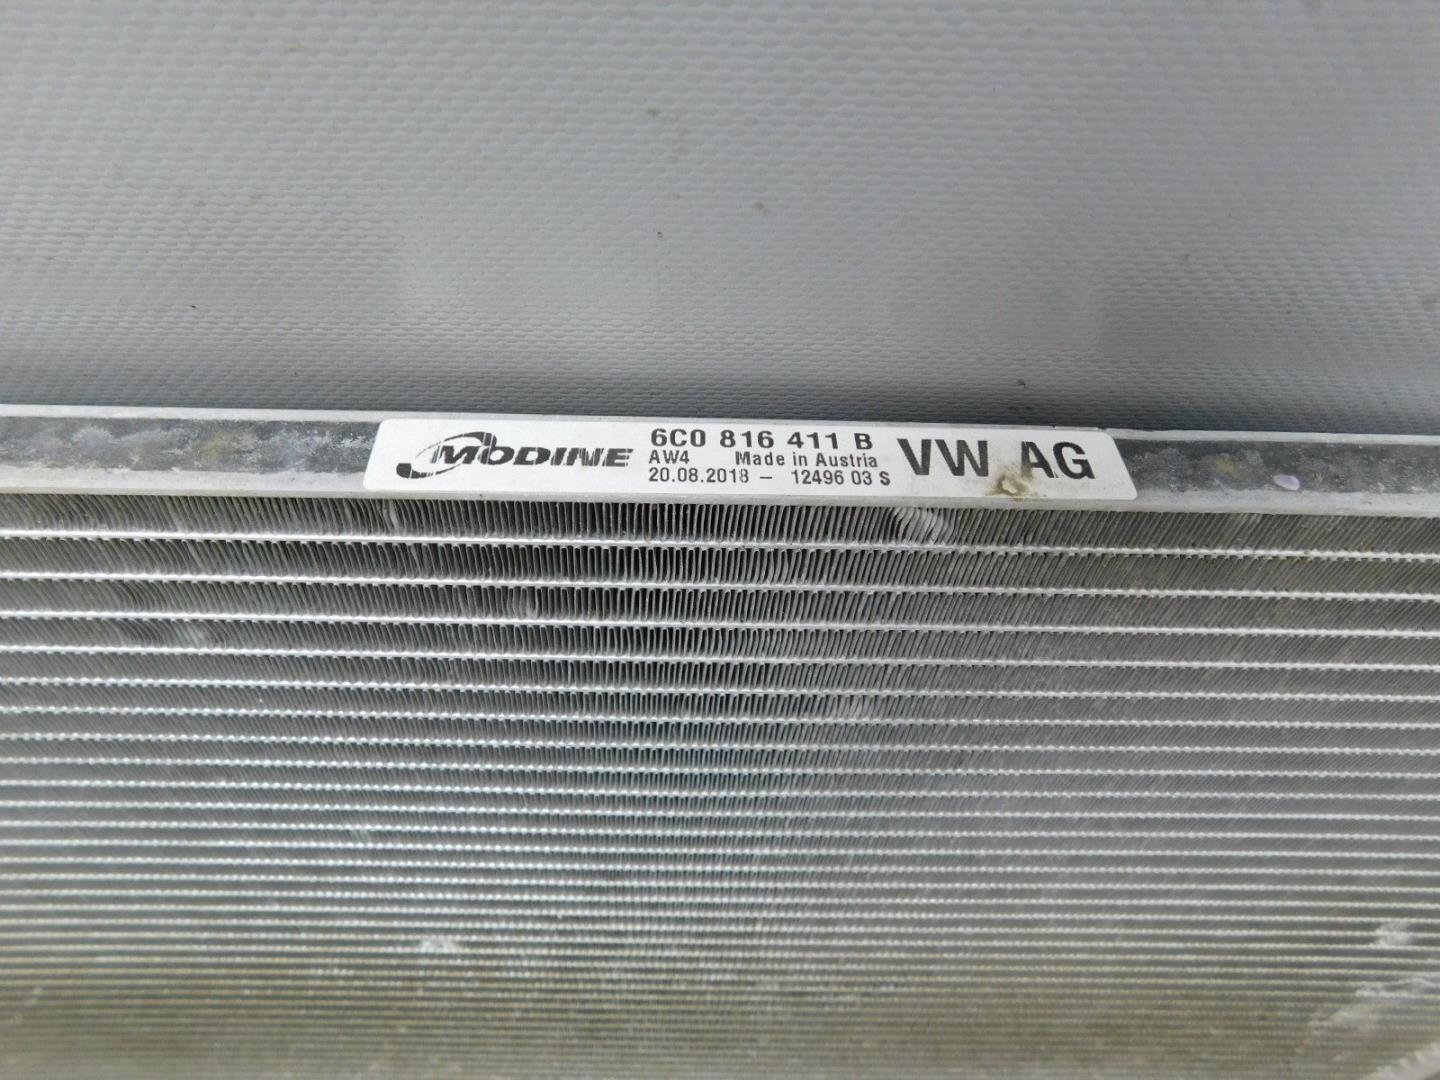 MODINE
6C0 816 411 B
AW4 Made in Austria
20.08.2018 – 12496 03 S
VW AG